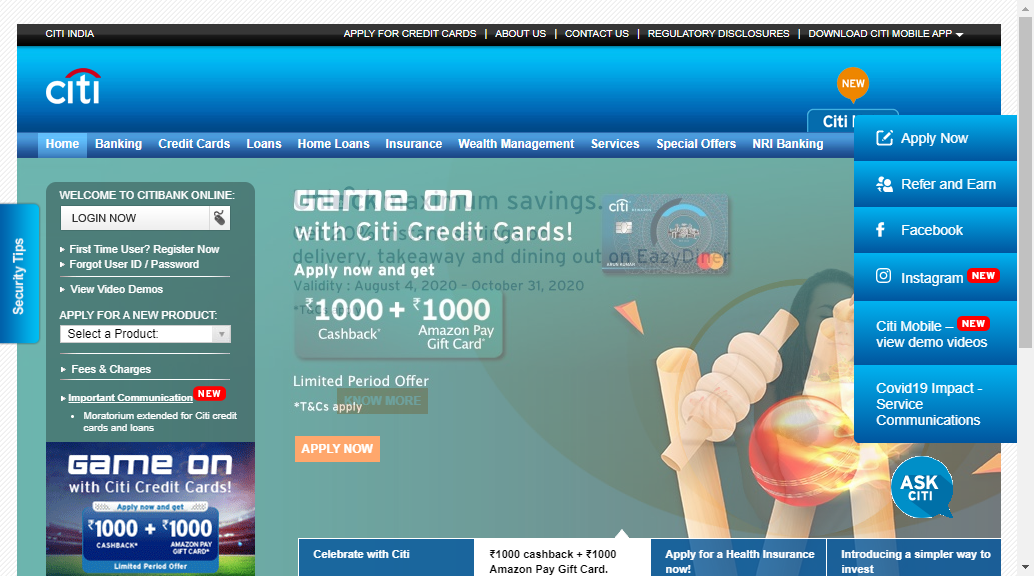 CITI INDIA
APPLY FOR CREDIT CARDS | ABOUT US | CONTACT US | REGULATORY DISCLOSURES | DOWNLOAD CITI MOBILE APP
citi
NEW
Citi
Home Banking Credit Cards Loans Home Loans Insurance Wealth Management Services Special Offers NRI Banking
Apply Now
Refer and Earn
Facebook
Instagram NEW
Citi Mobile – NEW
view demo videos
Covid19 Impact -
Service
Communications
ASK
CITI
Security Tips
WELCOME TO CITIBANK ONLINE:
LOGIN NOW
First Time User? Register Now
Forgot User ID / Password
View Video Demos
APPLY FOR A NEW PRODUCT:
Select a Product:
Fees & Charges
Important Communication NEW
Moratorium extended for Citi credit
cards and loans
GAME ON
with Citi Credit Cards!
Apply now and get
₹1000 + ₹1000
CASHBACK* AMAZON PAY
GIFT CARD*
Limited Period Offer
GAME ON
maximum savings.
with Citi Credit Cards!
delivery, takeaway and dining out on EazyDiner
Apply now and get
Validity : August 4, 2020 – October 31, 2020
*T&Cs
₹1000 + ₹1000
Cashback* Amazon Pay
Gift Card*
Limited Period Offer
KNOW MORE
*T&Cs apply
APPLY NOW
citi
ARUN KUMAR
Celebrate with Citi
₹1000 cashback + ₹1000
Amazon Pay Gift Card.
Apply for a Health Insurance
now!
Introducing a simpler way to
invest